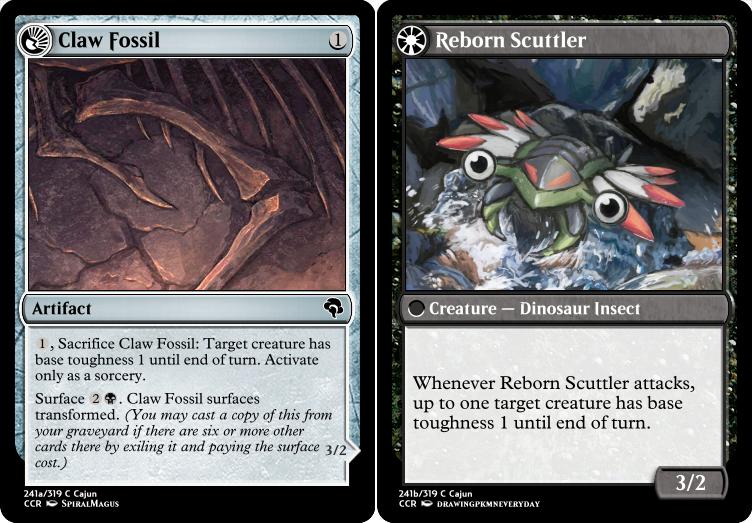 Claw Fossil
1
Artifact
1, Sacrifice Claw Fossil: Target creature has
base toughness 1 until end of turn. Activate
only as a sorcery.
Surface 2. Claw Fossil surfaces
transformed. (You may cast a copy of this from
your graveyard if there are six or more other
cards there by exiling it and paying the surface
cost.)
3/2
241a/319 C Cajun
CCR SpiralMagus
Reborn Scuttler
Creature — Dinosaur Insect
Whenever Reborn Scuttler attacks,
up to one target creature has base
toughness 1 until end of turn.
3/2
241b/319 C Cajun
CCR DRAWINGPKMNEVERYDAY